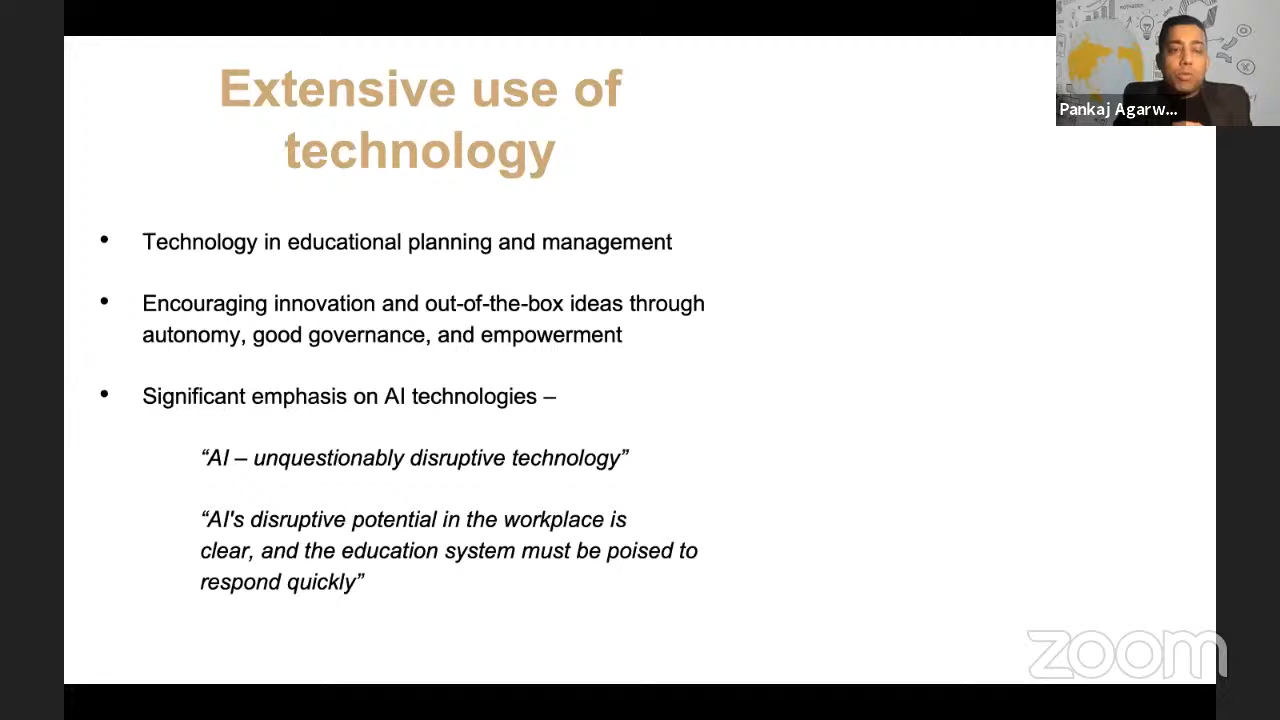 Extensive use of
technology
Pankaj Agarw...
• Technology in educational planning and management
• Encouraging innovation and out-of-the-box ideas through
autonomy, good governance, and empowerment
• Significant emphasis on AI technologies –
“AI – unquestionably disruptive technology”
“AI's disruptive potential in the workplace is
clear, and the education system must be poised to
respond quickly”
zoom